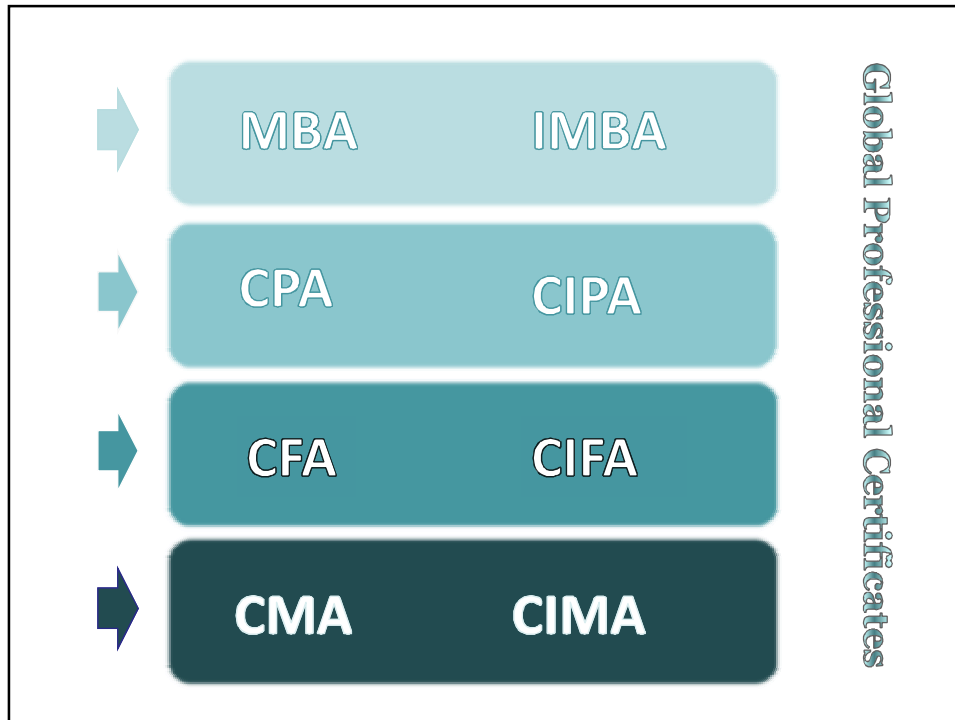 MBA IMBA
CPA CIPA
CFA CIFA
CMA CIMA
Global Professional Certificates